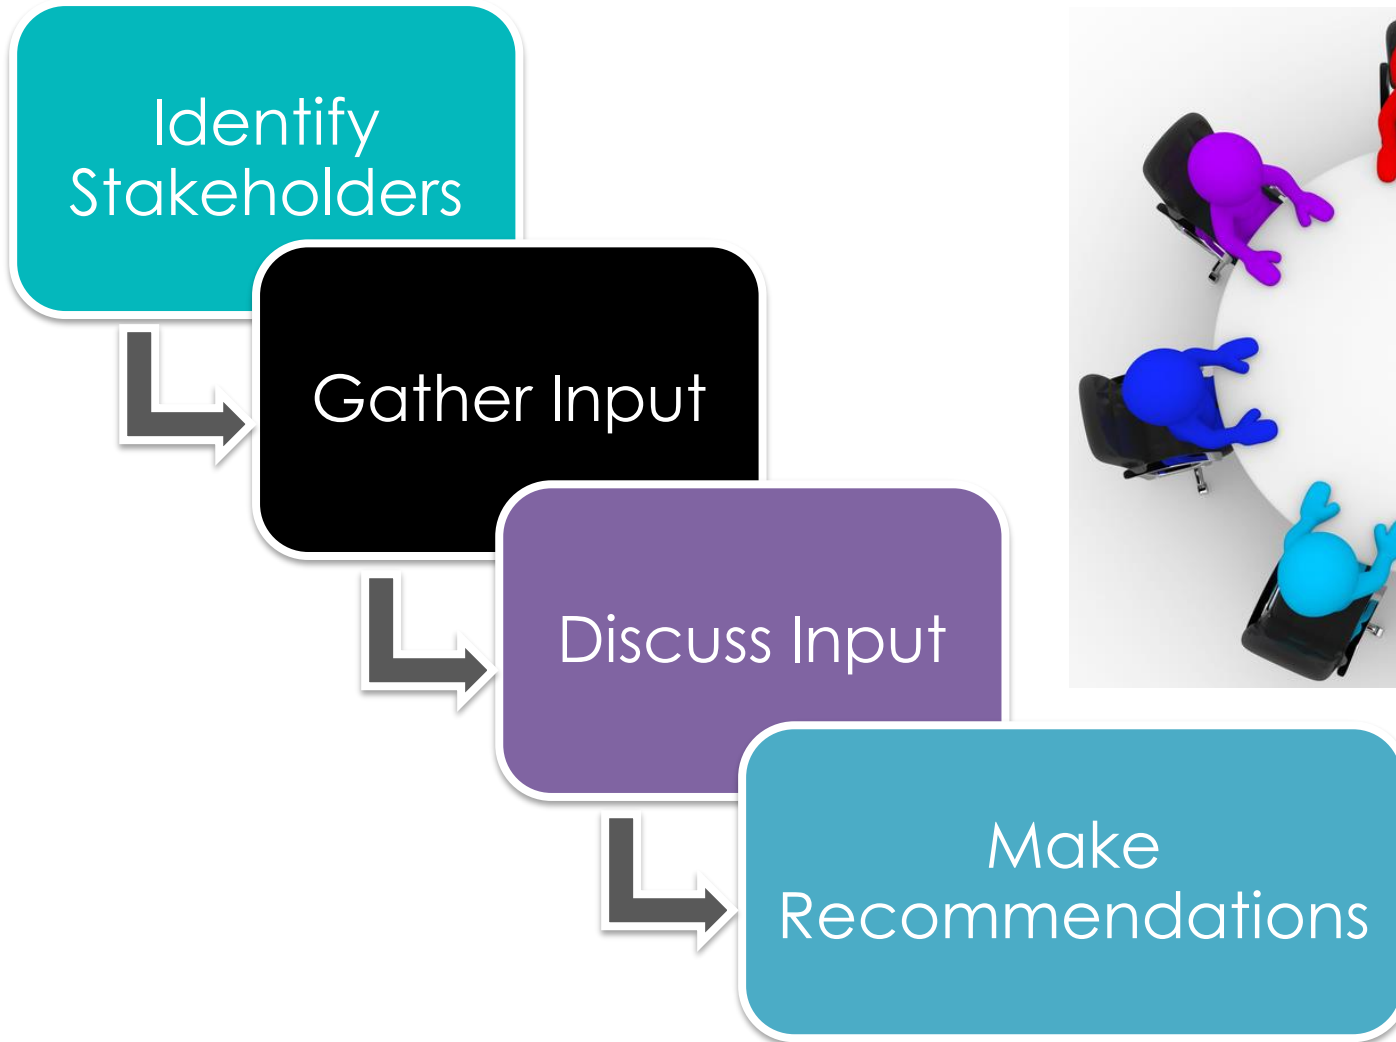 Identify
Stakeholders
Gather Input
Discuss Input
Make
Recommendations